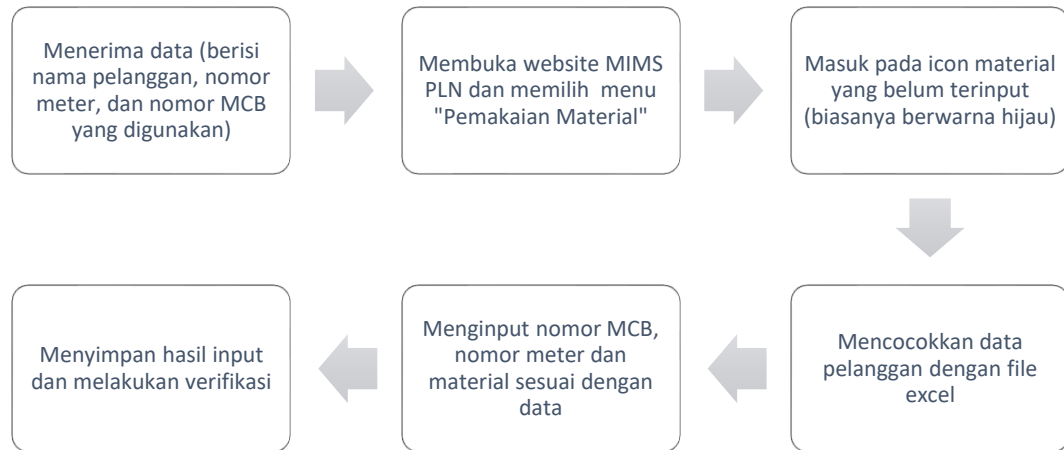 Menerima data (berisi
nama pelanggan, nomor
meter, dan nomor MCB
yang digunakan)
Membuka website MIMS
PLN dan memilih menu
"Pemakaian Material"
Masuk pada icon material
yang belum terinput
(biasanya berwarna hijau)
Mencocokkan data
pelanggan dengan file
excel
Menginput nomor MCB,
nomor meter dan
material sesuai dengan
data
Menyimpan hasil input
dan melakukan verifikasi